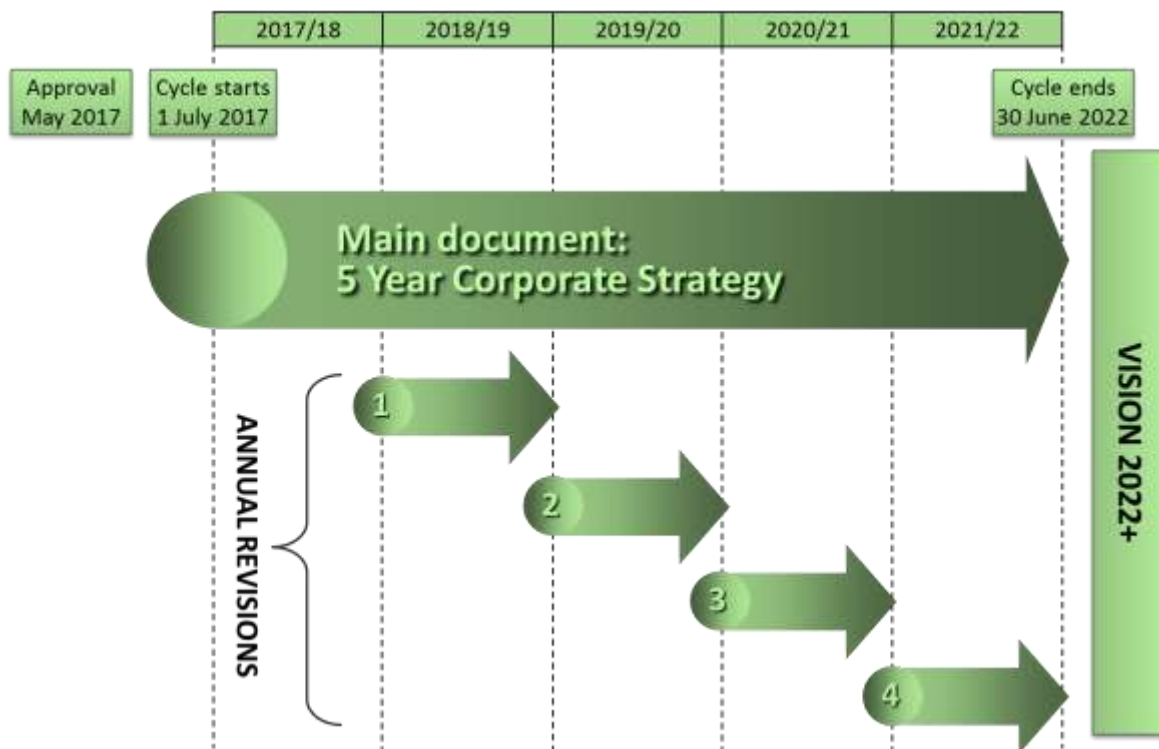 2017/18
2018/19
2019/20
2020/21
2021/22
Approval
May 2017
Cycle starts
1 July 2017
Cycle ends
30 June 2022
Main document:
5 Year Corporate Strategy
ANNUAL REVISIONS
1
2
3
4
VISION 2022+